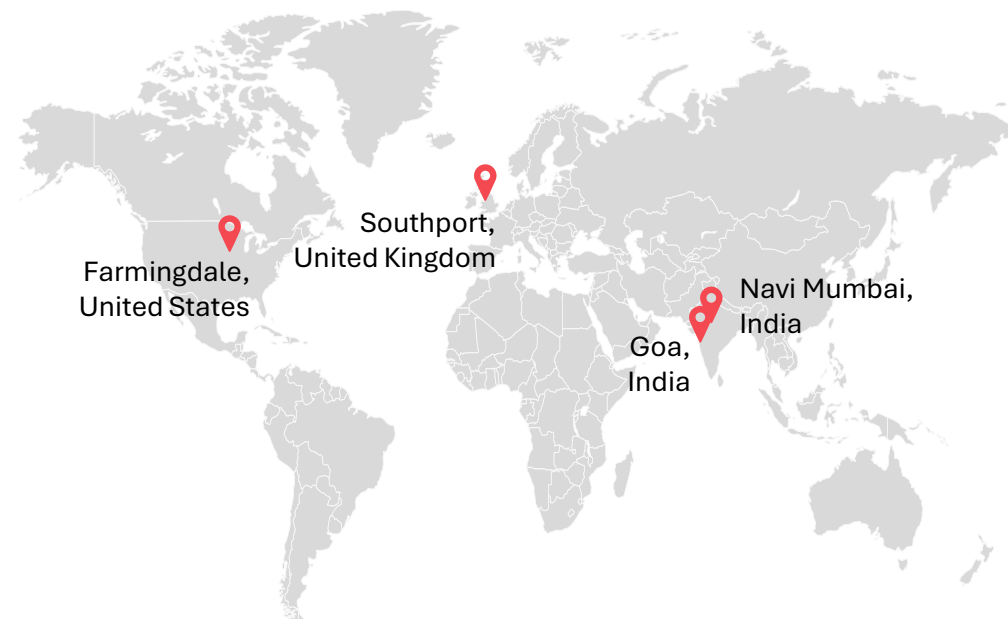 Southport,
United Kingdom
Farmingdale,
United States
Navi Mumbai,
India
Goa,
India